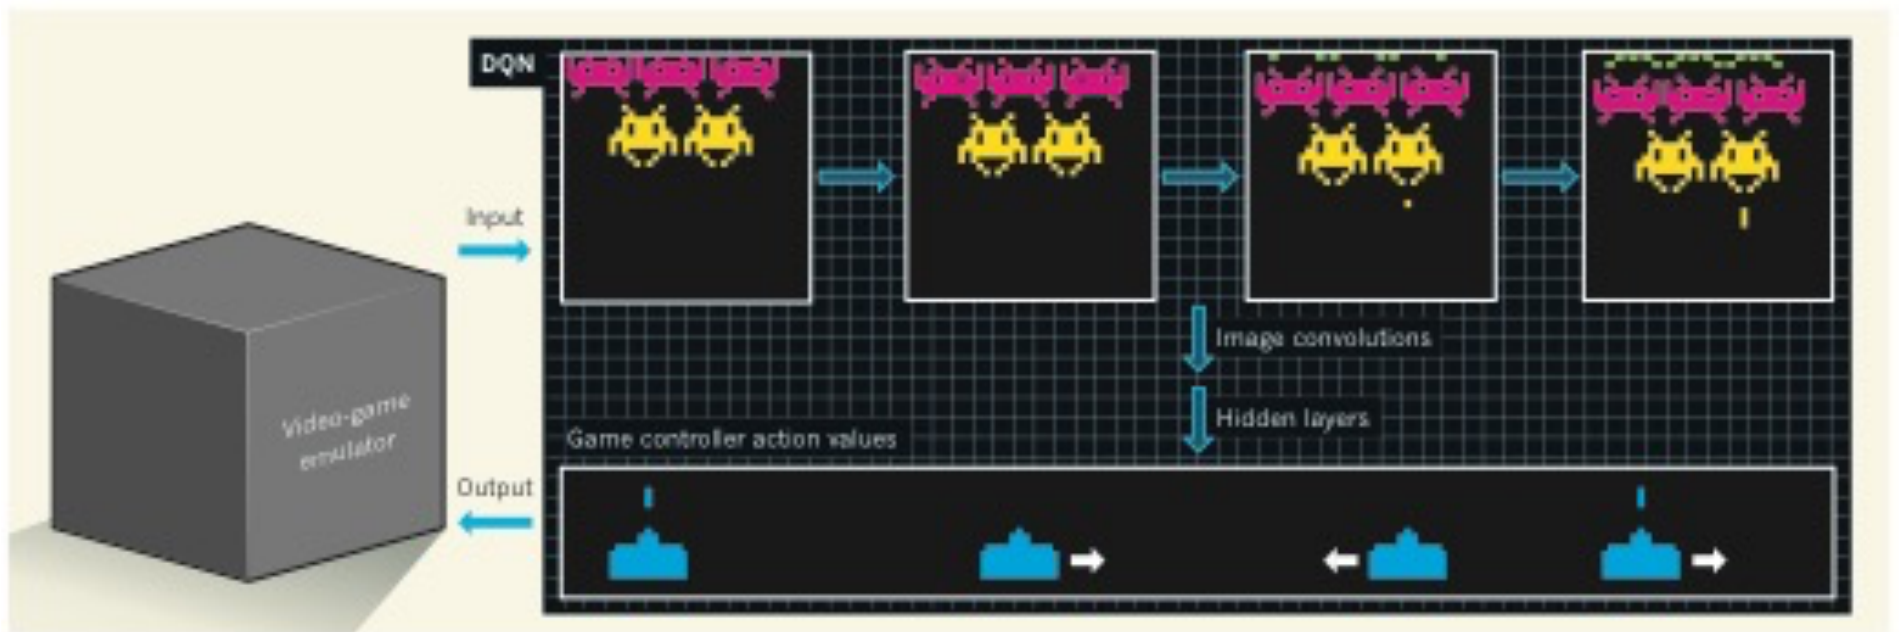 DQN
Input
Image convolutions
Hidden layers
Video-game
emulator
Game controller action values
Output